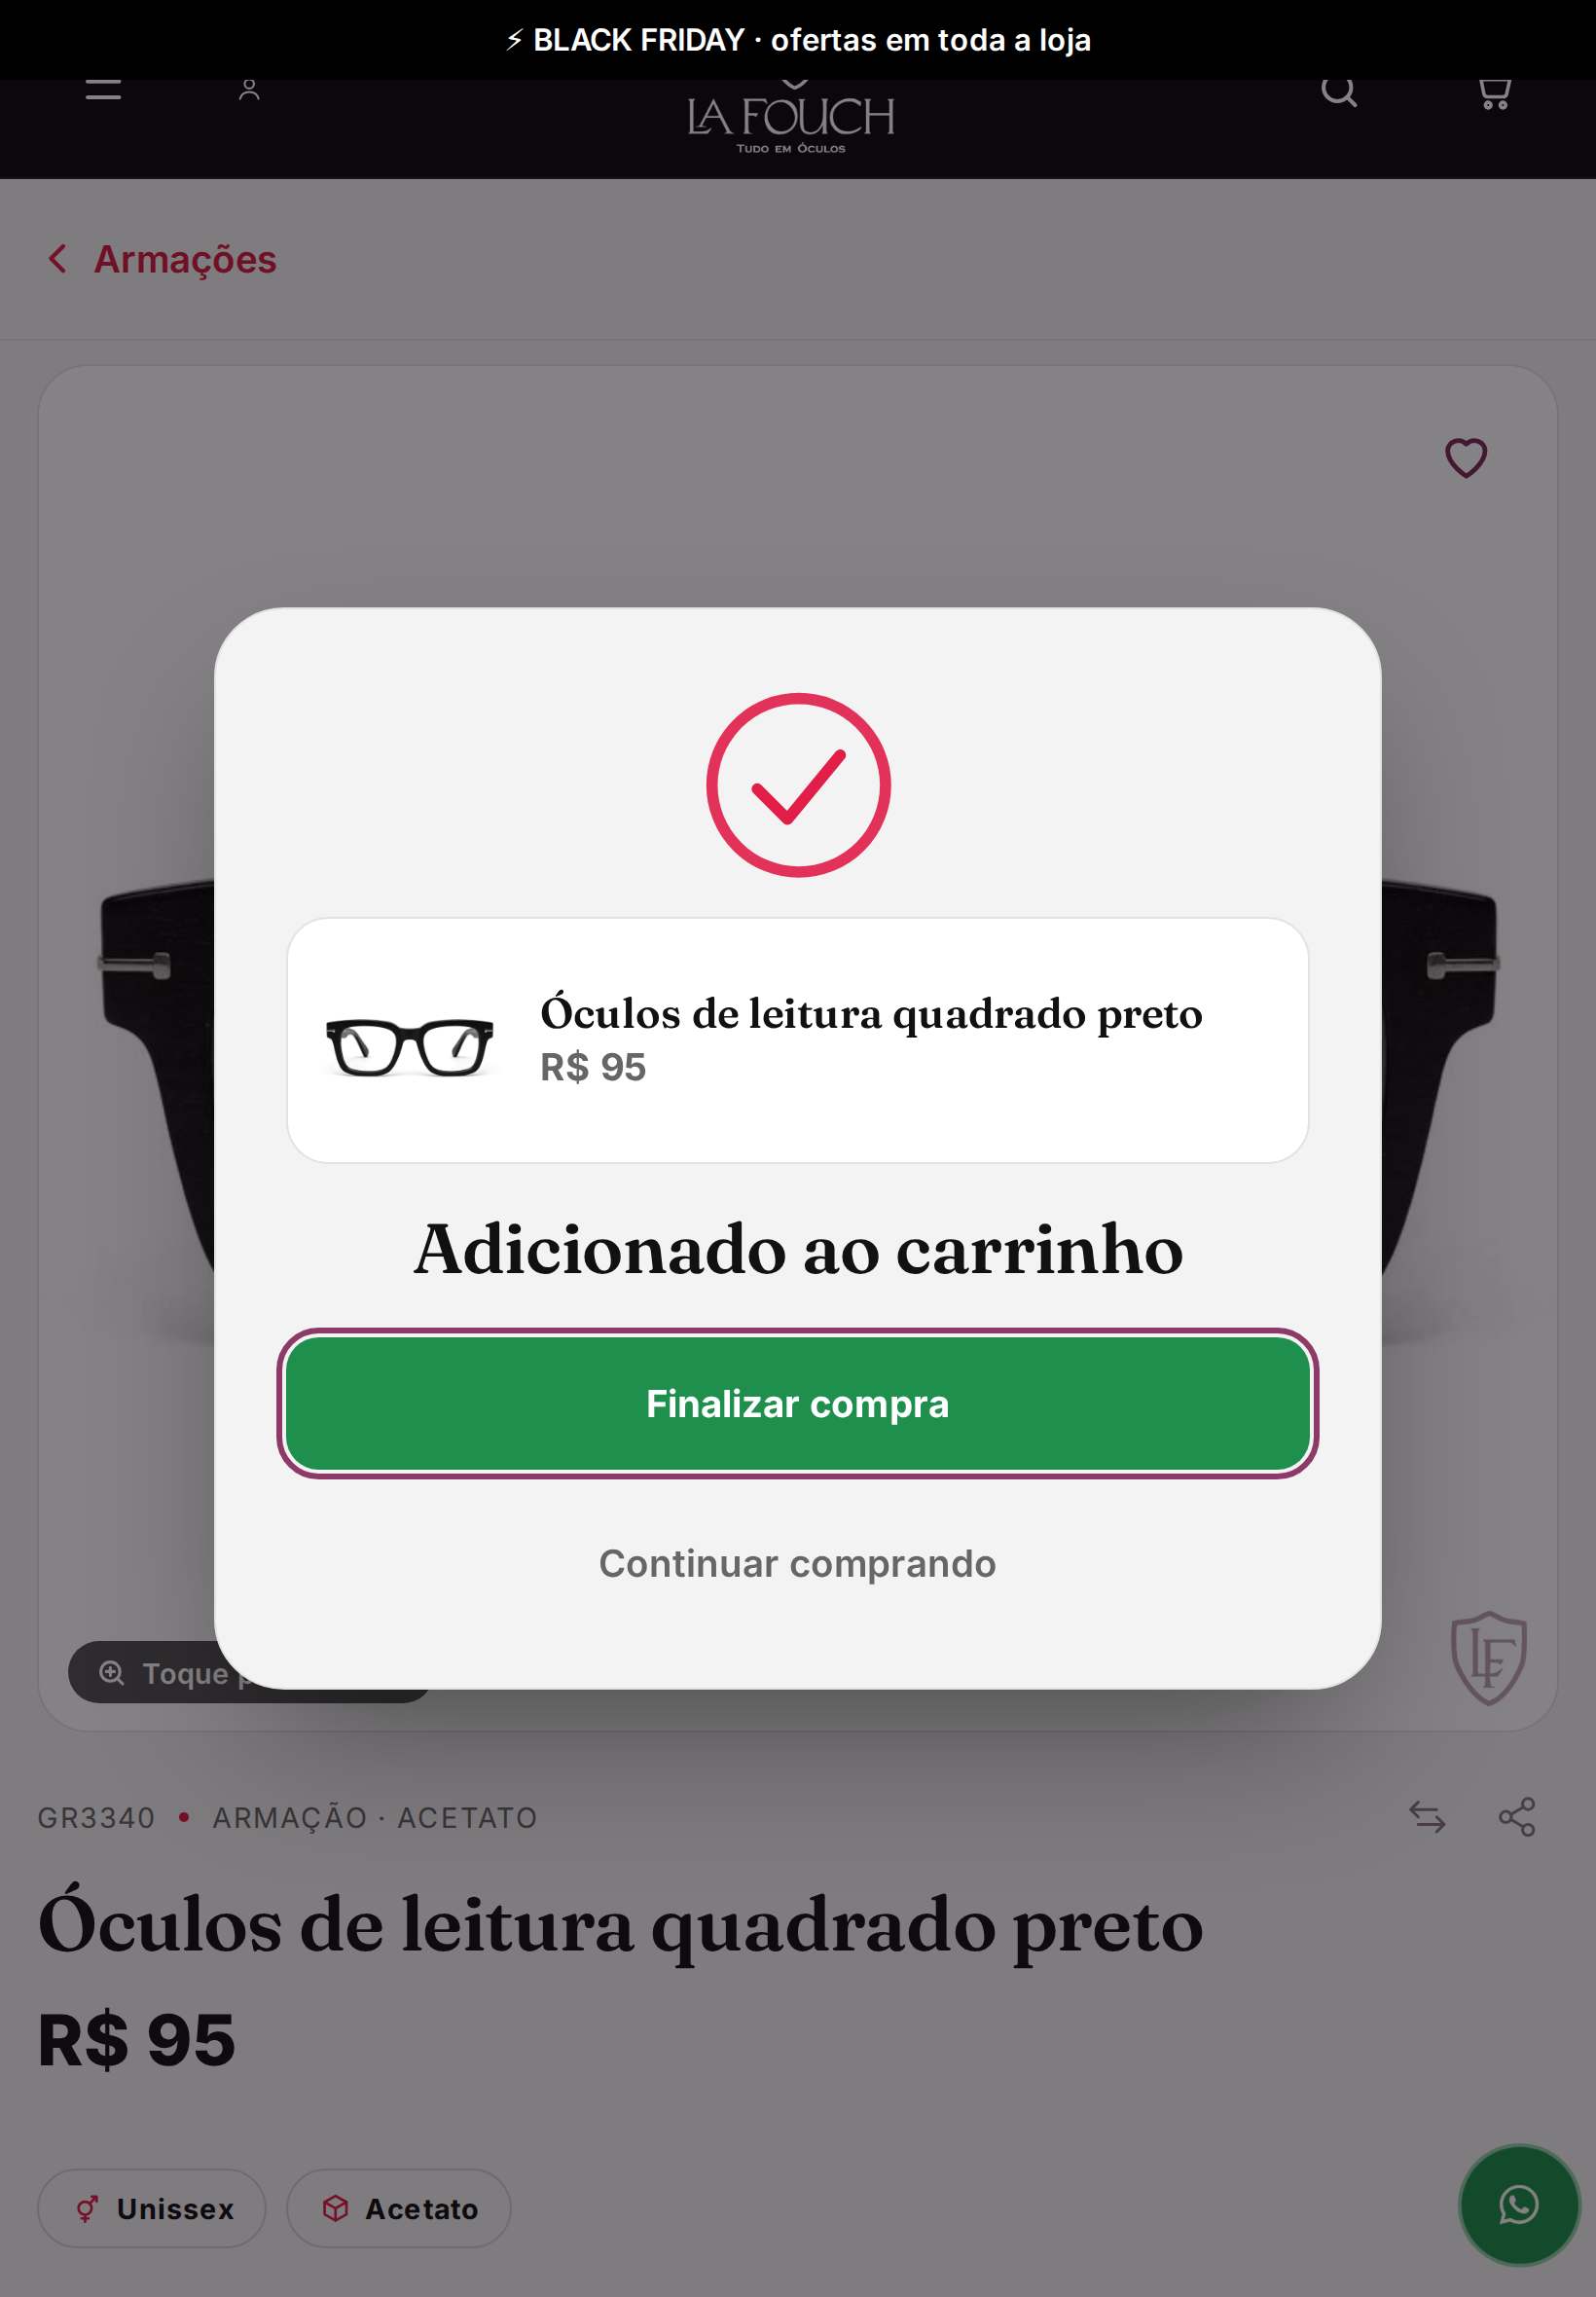 ⚡ BLACK FRIDAY · ofertas em toda a loja
LA FOUCH
TUDO EM ÓCULOS
Armações
Óculos de leitura quadrado preto
R$ 95
Adicionado ao carrinho
Finalizar compra
Continuar comprando
Toque
LF
GR3340 • ARMAÇÃO · ACETATO
Óculos de leitura quadrado preto
R$ 95
Unissex
Acetato